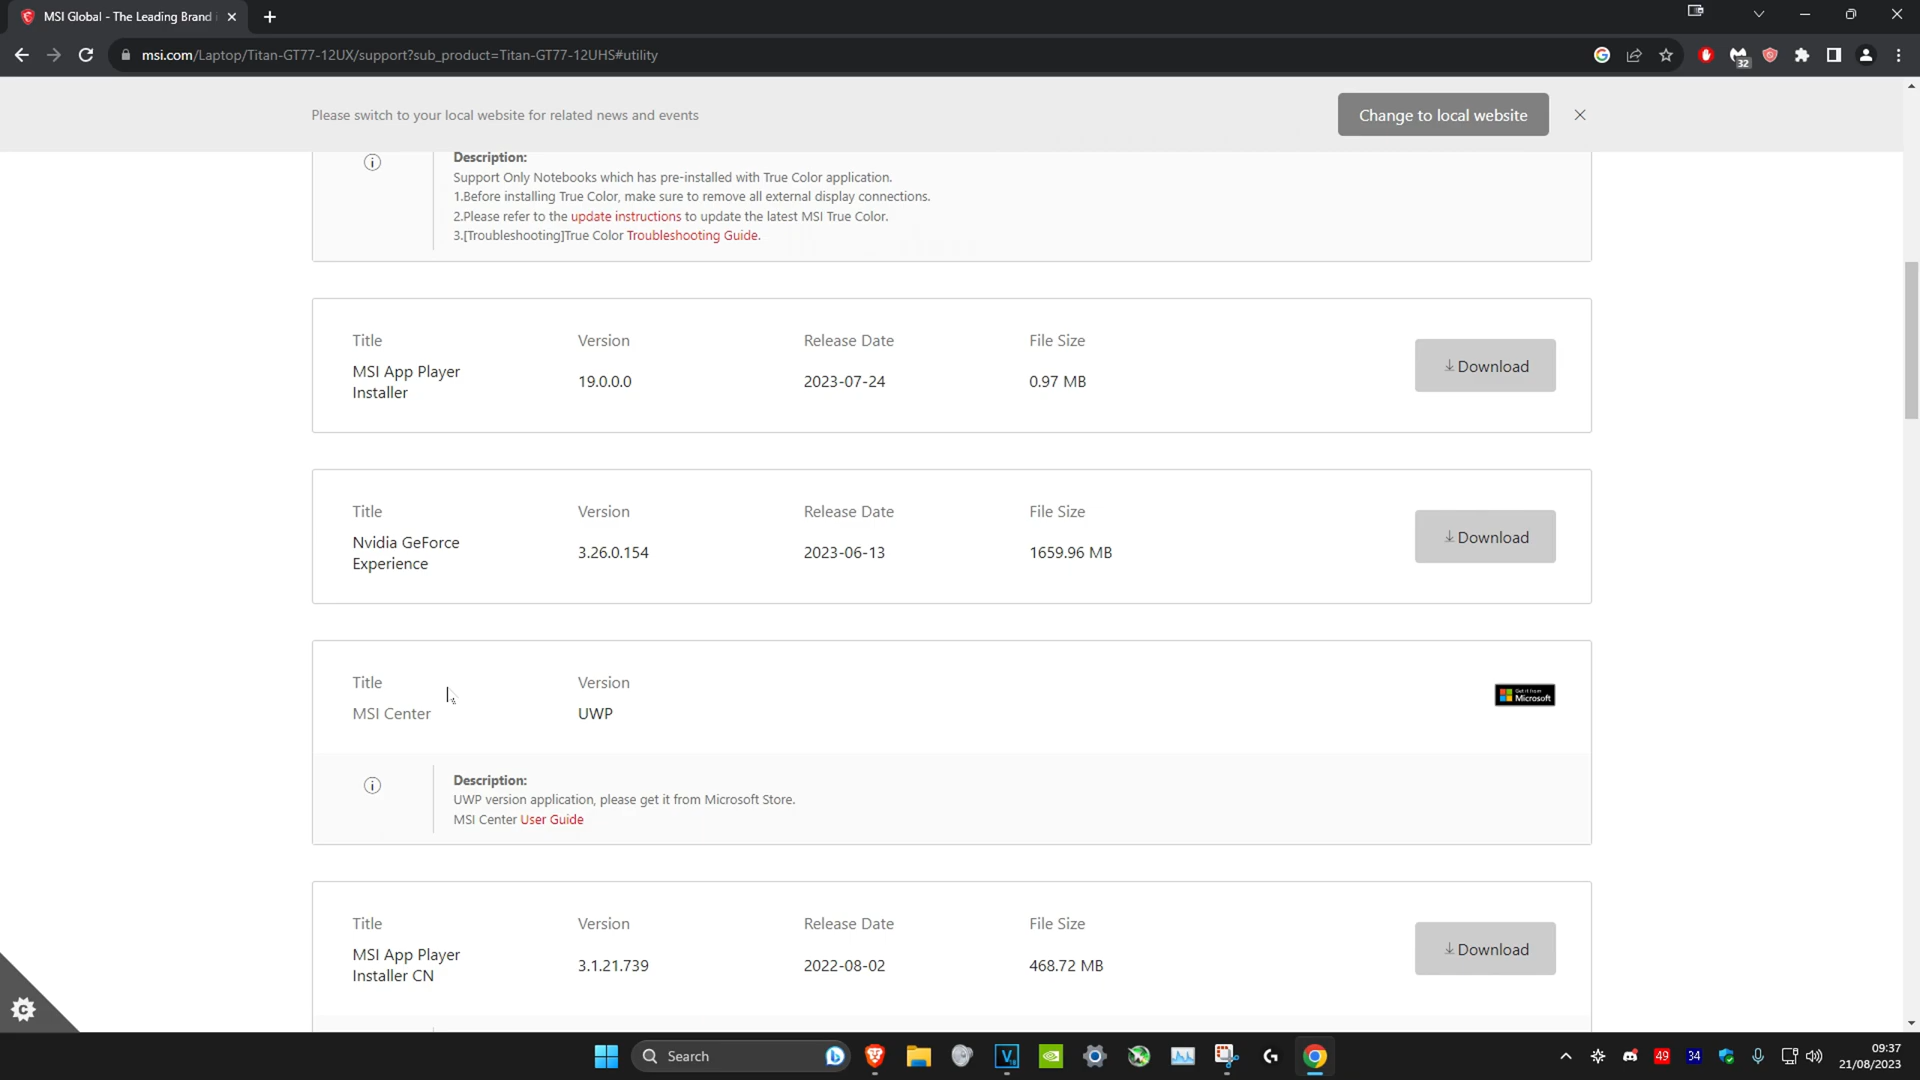 MSI Global - The Leading Brand i
msi.com/Laptop/Titan-GT77-12UX/support?sub_product=Titan-GT77-12UHS#utility
32
Please switch to your local website for related news and events
Change to local website
Description:
Support Only Notebooks which has pre-installed with True Color application.
1.Before installing True Color, make sure to remove all external display connections.
2.Please refer to the update instructions to update the latest MSI True Color.
3.[Troubleshooting]True Color Troubleshooting Guide.
Title Version Release Date File Size
MSI App Player
Installer
19.0.0.0 2023-07-24 0.97 MB
Download
Title Version Release Date File Size
Nvidia GeForce
Experience
3.26.0.154 2023-06-13 1659.96 MB
Download
Title Version
MSI Center UWP
Get it from
Microsoft
Description:
UWP version application, please get it from Microsoft Store.
MSI Center User Guide
Title Version Release Date File Size
MSI App Player
Installer CN
3.1.21.739 2022-08-02 468.72 MB
Download
Search
49 34
09:37
21/08/2023